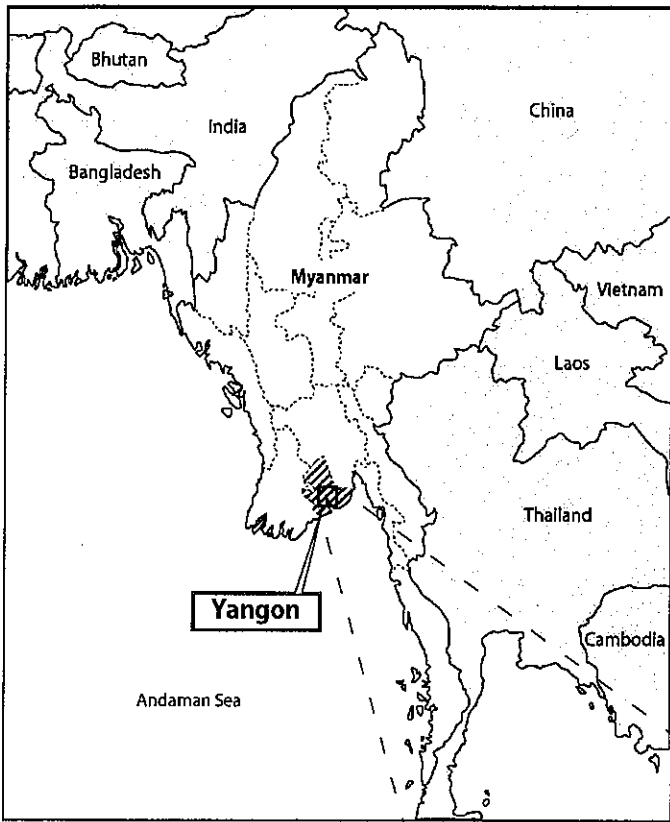 Bhutan
China
India
Bangladesh
Myanmar
Vietnam
Laos
Thailand
Yangon
Cambodia
Andaman Sea